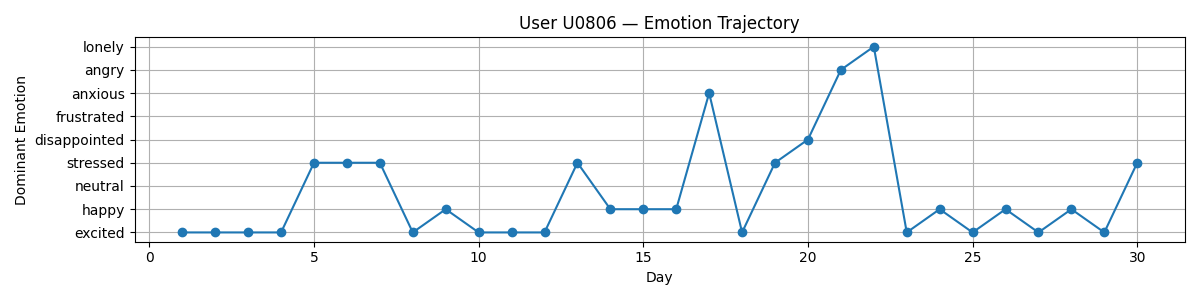 User U0806 — Emotion Trajectory
Dominant Emotion
lonely
angry
anxious
frustrated
disappointed
stressed
neutral
happy
excited
0 5 10 15 20 25 30
Day